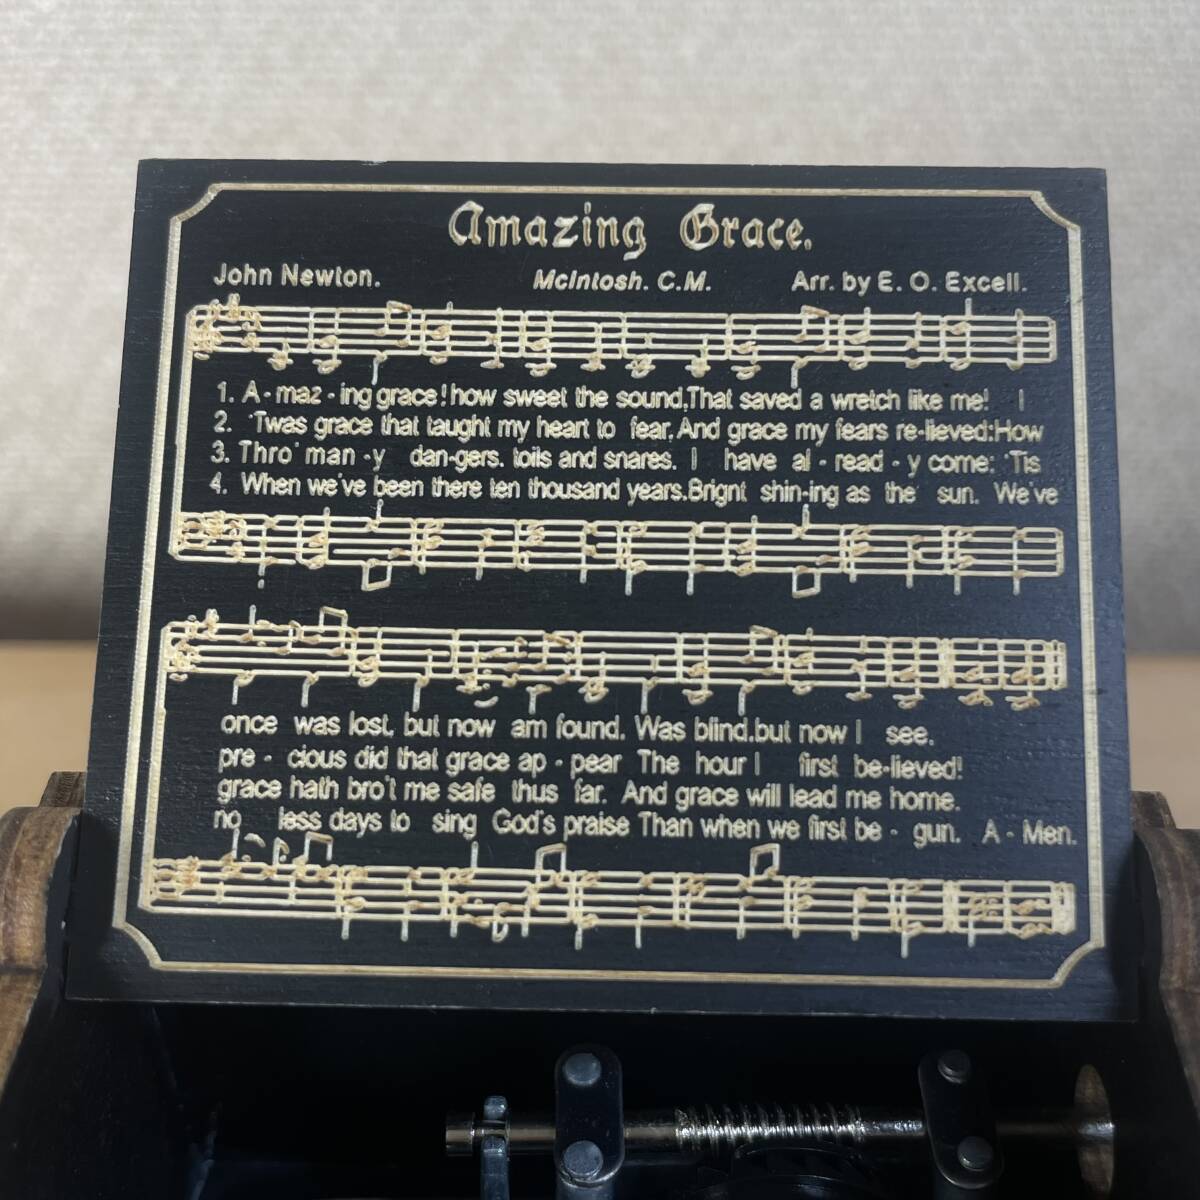 Amazing Grace.
John Newton. McIntosh. C.M. Arr. by E. O. Excell.
1. A - maz - ing grace! how sweet the sound, That saved a wretch like me! I
2. 'Twas grace that taught my heart to fear, And grace my fears re-lieved: How
3. Thro' man - y dan-gers. toils and snares. I have al - read - y come: 'Tis
4. When we've been there ten thousand years. Brignt shin-ing as the sun. We've
once was lost, but now am found. Was blind. but now I see.
pre - cious did that grace ap - pear The hour I first be-lieved!
grace hath bro't me safe thus far. And grace will lead me home.
no less days to sing God's praise Than when we first be - gun. A - Men.